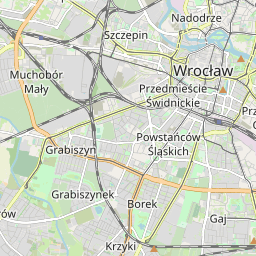 Nadodrze
Szczepin
Wrocław
Muchobór
Mały
Przedmieście
Świdnickie
Powstańców
Śląskich
Grabiszyn
Grabiszynek
Borek
Gaj
Krzyki